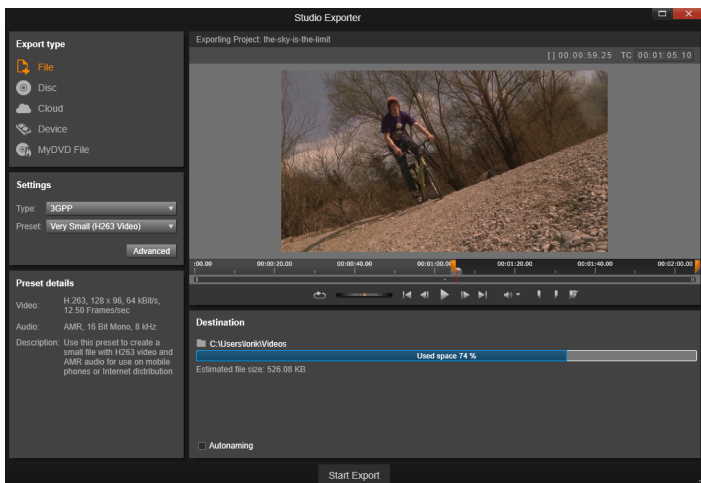 Studio Exporter
Export type
File
Disc
Cloud
Device
MyDVD File
Settings
Type: 3GPP
Preset: Very Small (H263 Video)
Advanced
Preset details
Video: H.263, 128 x 96, 64 kBit/s,
12.50 Frames/sec
Audio: AMR, 16 Bit Mono, 8 kHz
Description: Use this preset to create a
small file with H263 video and
AMR audio for use on mobile
phones or Internet distribution
Exporting Project: the-sky-is-the-limit
[ ] 00:00:59.25 TC 00:01:05.10
:00.00 00:00:20.00 00:00:40.00 00:01:00.0 00:01:20.00 00:01:40.00 00:02:00.00
Destination
C:\Users\lorik\Videos
Used space 74 %
Estimated file size: 526.08 KB
Autonaming
Start Export